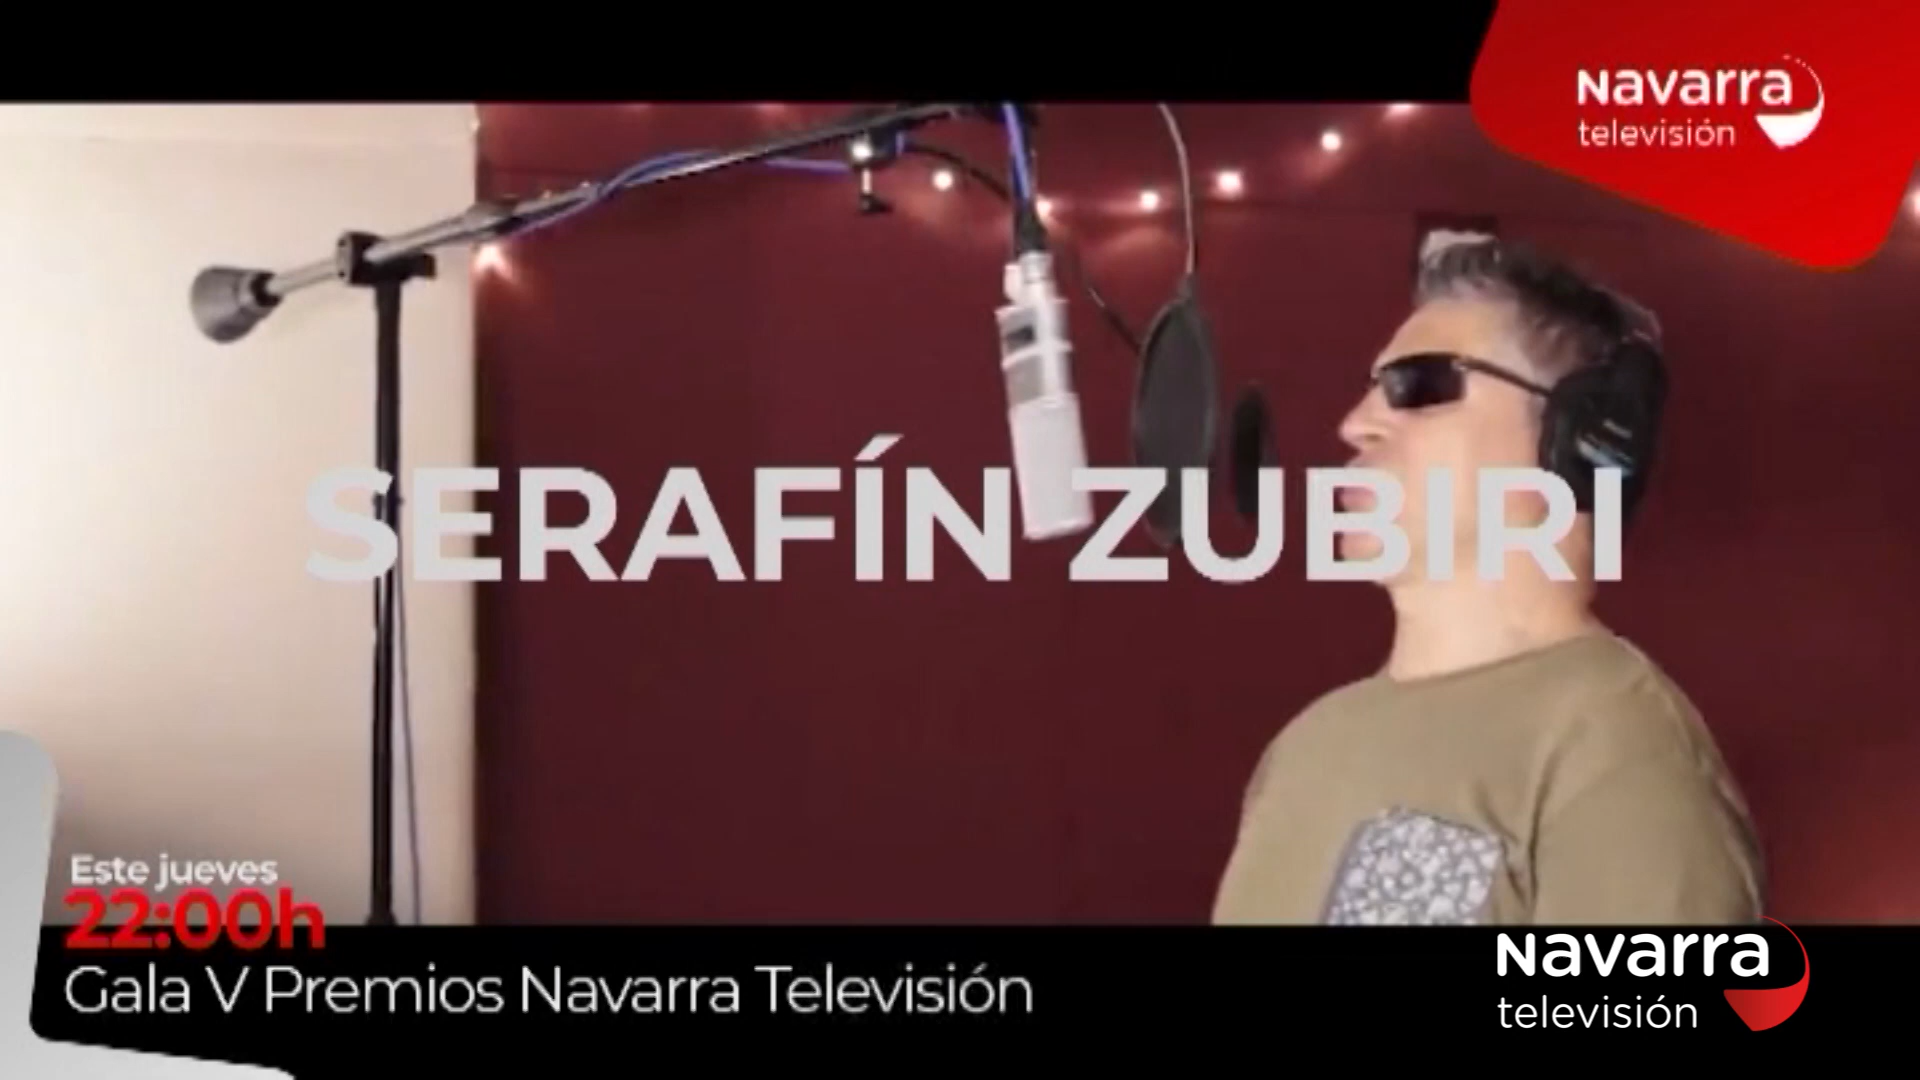 Navarra
televisión
SERAFÍN ZUBIRI
Este jueves
22:00h
Gala V Premios Navarra Televisión
Navarra
televisión